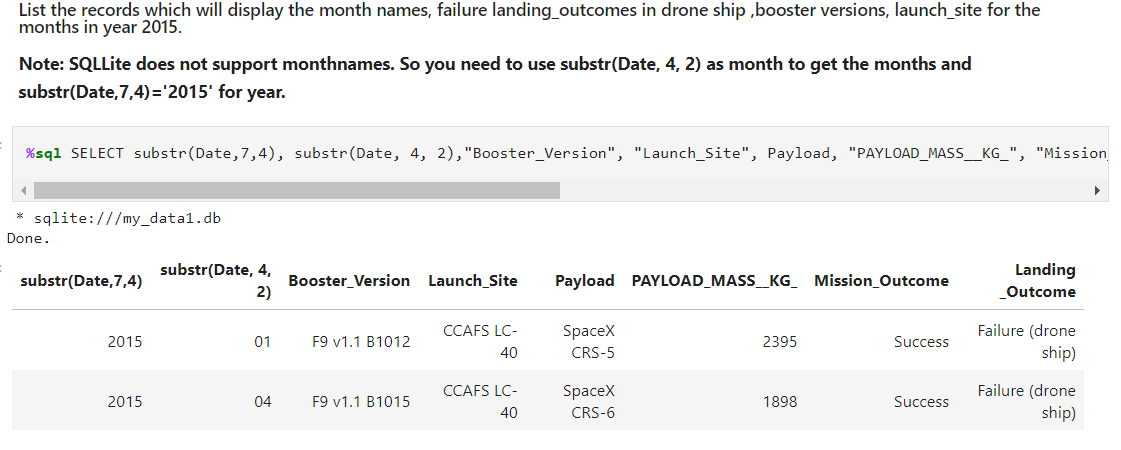 List the records which will display the month names, failure landing_outcomes in drone ship ,booster versions, launch_site for the
months in year 2015.
Note: SQLLite does not support monthnames. So you need to use substr(Date, 4, 2) as month to get the months and
substr(Date,7,4)='2015' for year.
%sql SELECT substr(Date,7,4), substr(Date, 4, 2),"Booster_Version", "Launch_Site", Payload, "PAYLOAD_MASS__KG_", "Mission_
* sqlite:///my_data1.db
Done.
substr(Date,7,4) substr(Date, 4, 2) Booster_Version Launch_Site Payload PAYLOAD_MASS__KG_ Mission_Outcome Landing _Outcome
2015 01 F9 v1.1 B1012 CCAFS LC-40 SpaceX CRS-5 2395 Success Failure (drone ship)
2015 04 F9 v1.1 B1015 CCAFS LC-40 SpaceX CRS-6 1898 Success Failure (drone ship)